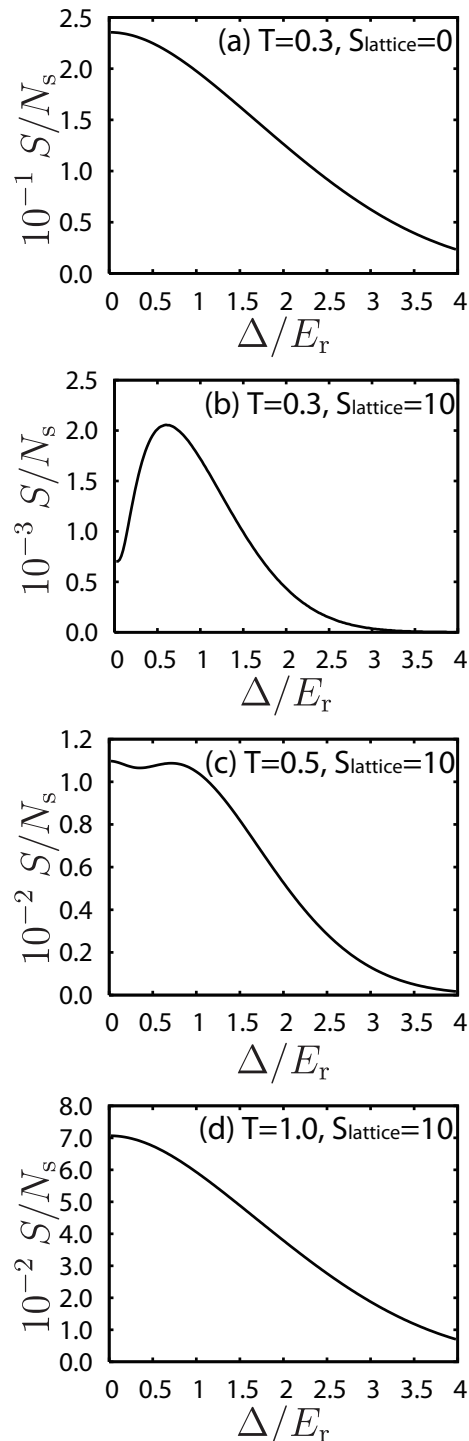 (a) T=0.3, Slattice=0
10⁻¹ S/Nₛ
2.5
2.0
1.5
1.0
0.5
0.0
0.5 1 1.5 2 2.5 3 3.5 4
Δ/Eᵣ
(b) T=0.3, Slattice=10
10⁻³ S/Nₛ
2.5
2.0
1.5
1.0
0.5
0.0
0 0.5 1 1.5 2 2.5 3 3.5 4
Δ/Eᵣ
(c) T=0.5, Slattice=10
10⁻² S/Nₛ
1.2
1.0
0.8
0.6
0.4
0.2
0.0
0 0.5 1 1.5 2 2.5 3 3.5 4
Δ/Eᵣ
(d) T=1.0, Slattice=10
10⁻² S/Nₛ
8.0
7.0
6.0
5.0
4.0
3.0
2.0
1.0
0.0
0 0.5 1 1.5 2 2.5 3 3.5 4
Δ/Eᵣ